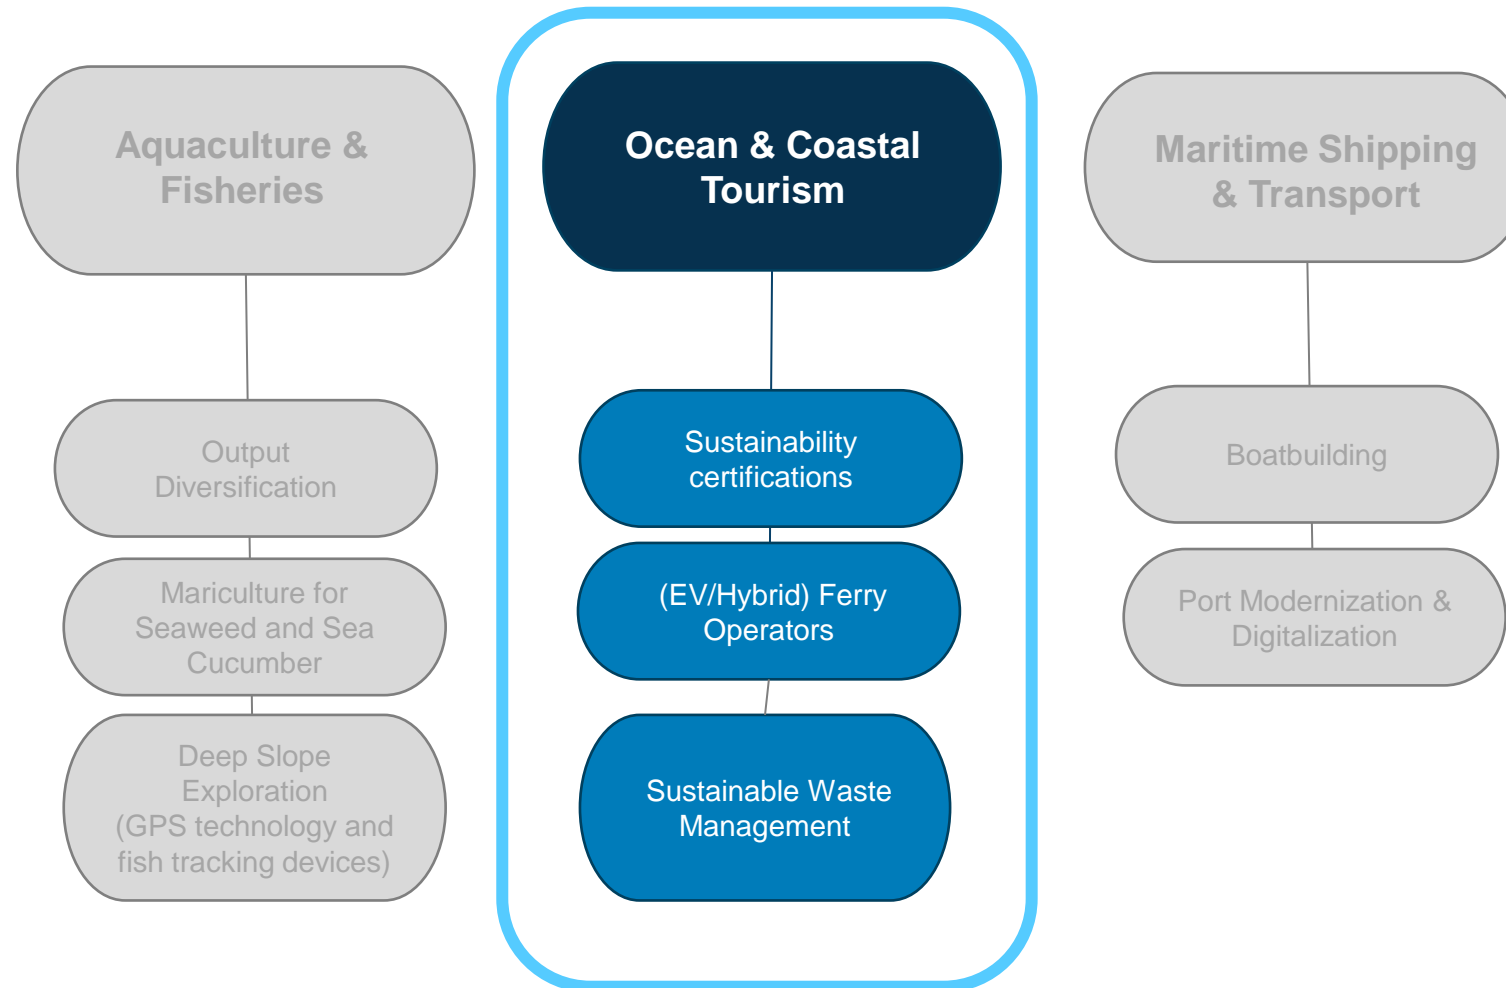 Aquaculture &
Fisheries
Output
Diversification
Mariculture for
Seaweed and Sea
Cucumber
Deep Slope
Exploration
(GPS technology and
fish tracking devices)
Ocean & Coastal
Tourism
Sustainability
certifications
(EV/Hybrid) Ferry
Operators
Sustainable Waste
Management
Maritime Shipping
& Transport
Boatbuilding
Port Modernization &
Digitalization